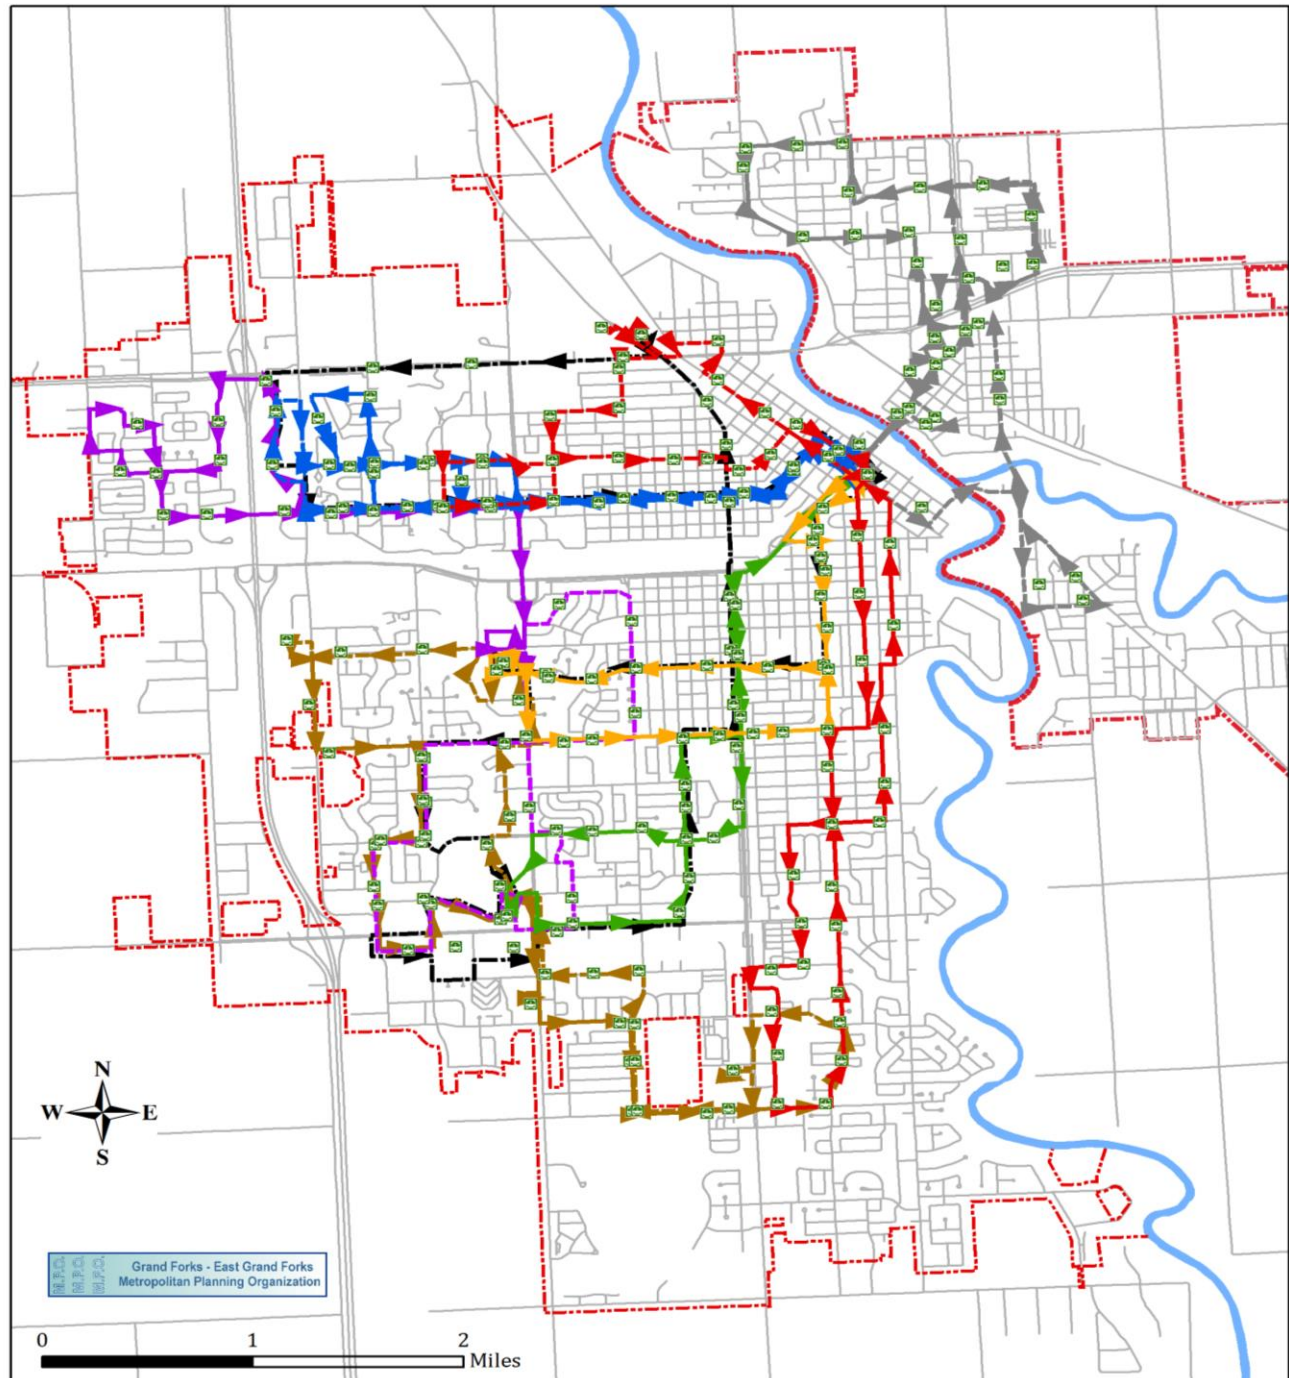 N
W E
S
M.P.O.
M.P.O.
M.P.O.
Grand Forks - East Grand Forks
Metropolitan Planning Organization
0 1 2
Miles